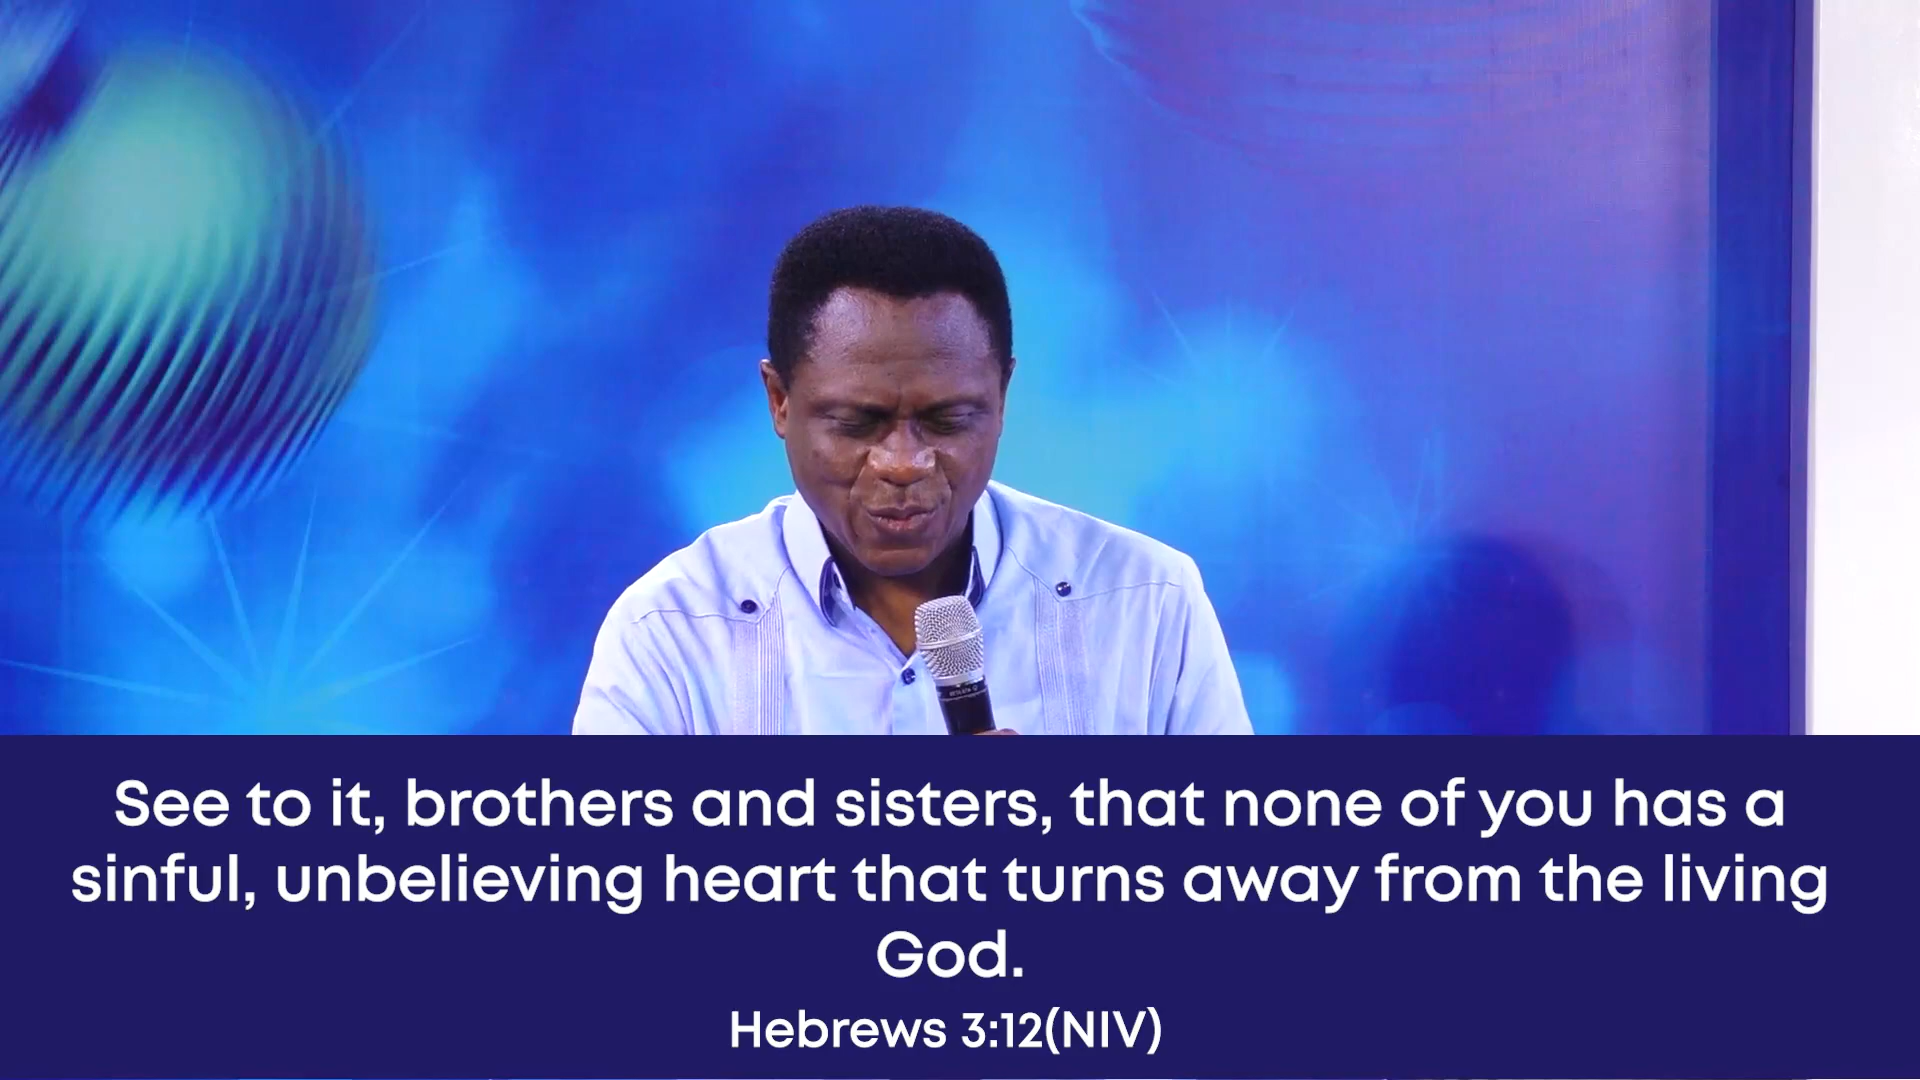 See to it, brothers and sisters, that none of you has a
sinful, unbelieving heart that turns away from the living
God.
Hebrews 3:12(NIV)